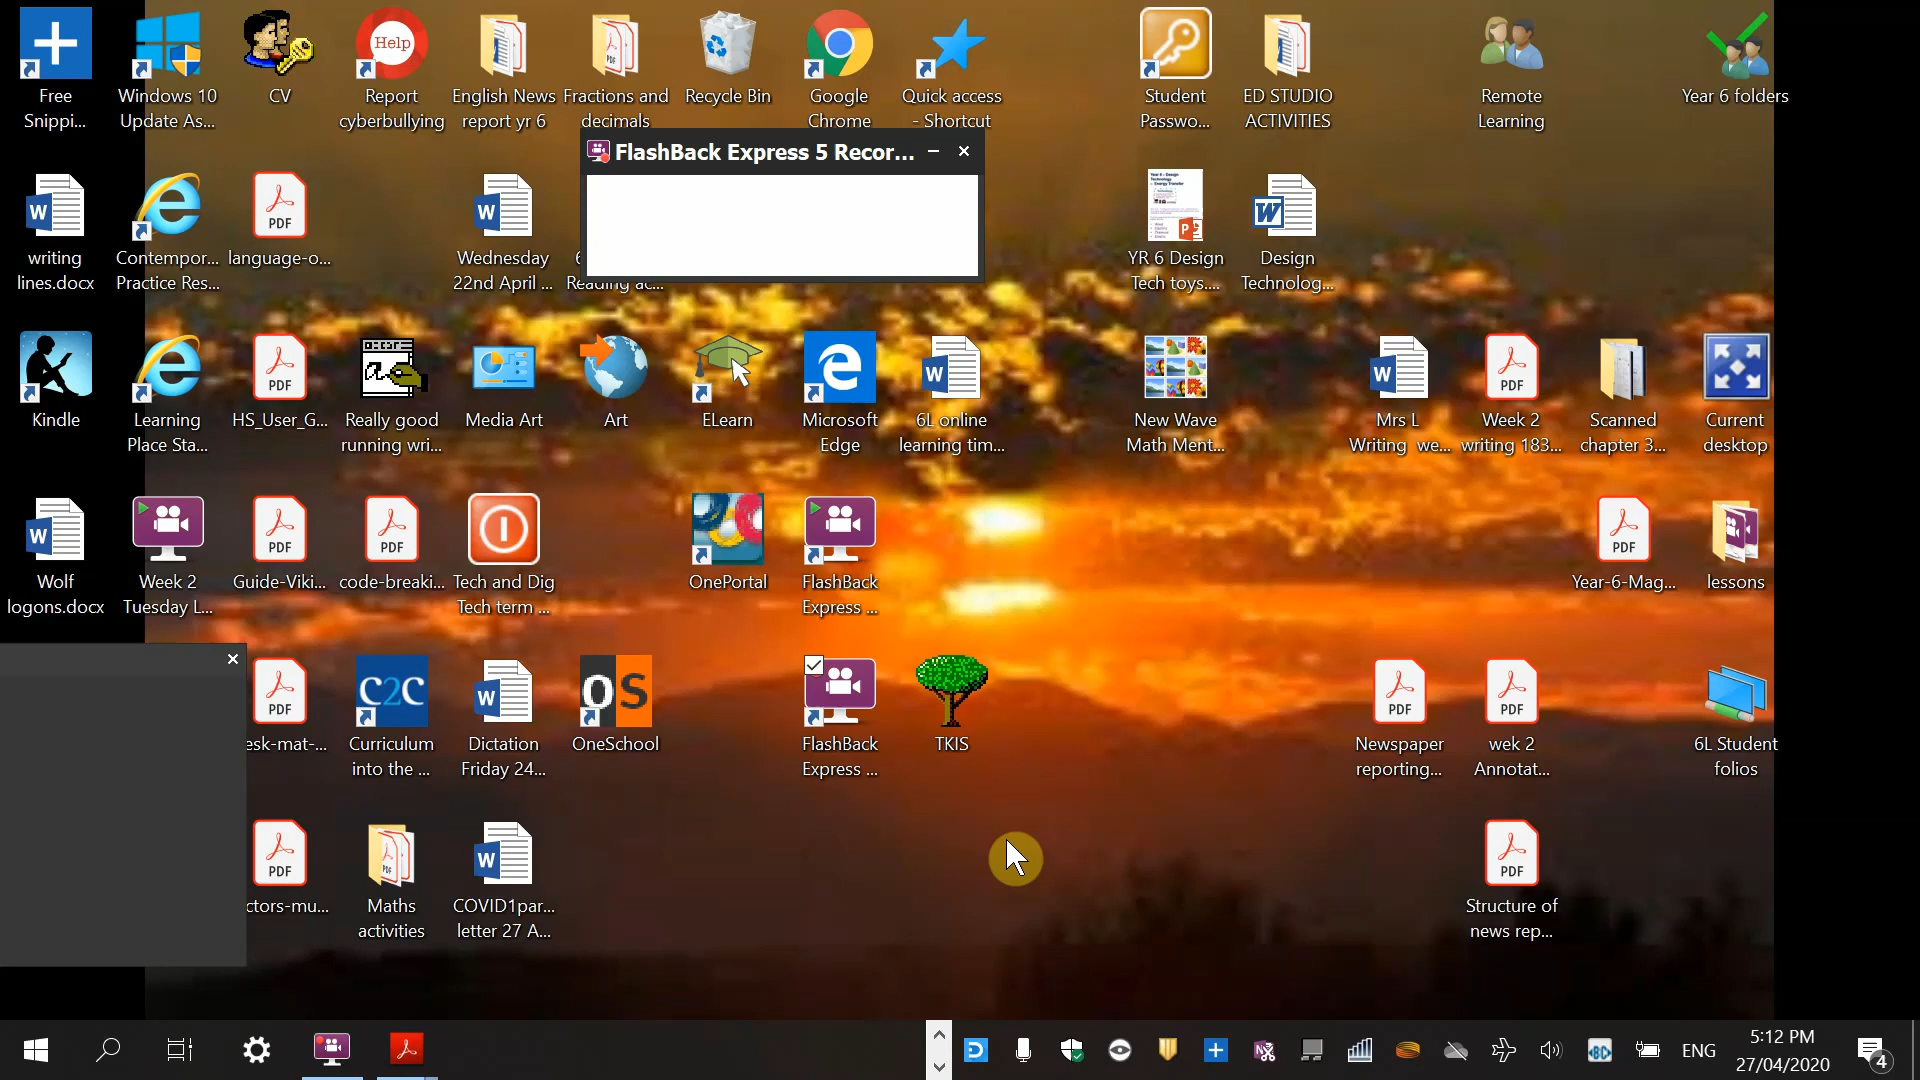 Free
Snippi...
Windows 10
Update As...
CV
Help
Report
cyberbullying
English News
report yr 6
Fractions and
decimals
Recycle Bin
Google
Chrome
Quick access
- Shortcut
Student
Passwo...
ED STUDIO
ACTIVITIES
Remote
Learning
Year 6 folders
FlashBack Express 5 Recor...
writing
lines.docx
Contempor...
Practice Res...
PDF
language-o...
Wednesday
22nd April ...
Reading ac...
YR 6 Design
Tech toys....
Design
Technolog...
Kindle
Learning
Place Sta...
PDF
HS_User_G...
Really good
running wri...
Media Art
Art
ELearn
Microsoft
Edge
6L online
learning tim...
New Wave
Math Ment...
Mrs L
Writing we...
PDF
Week 2
writing 183...
Scanned
chapter 3...
Current
desktop
Wolf
logons.docx
Week 2
Tuesday L...
PDF
Guide-Viki...
PDF
code-breaki...
Tech and Dig
Tech term ...
OnePortal
FlashBack
Express ...
PDF
Year-6-Mag...
lessons
PDF
esk-mat-...
C2C
Curriculum
into the ...
Dictation
Friday 24...
OS
OneSchool
FlashBack
Express ...
TKIS
PDF
Newspaper
reporting...
PDF
wek 2
Annotat...
6L Student
folios
PDF
ctors-mu...
Maths
activities
COVID1par...
letter 27 A...
PDF
Structure of
news rep...
ENG
5:12 PM
27/04/2020
4